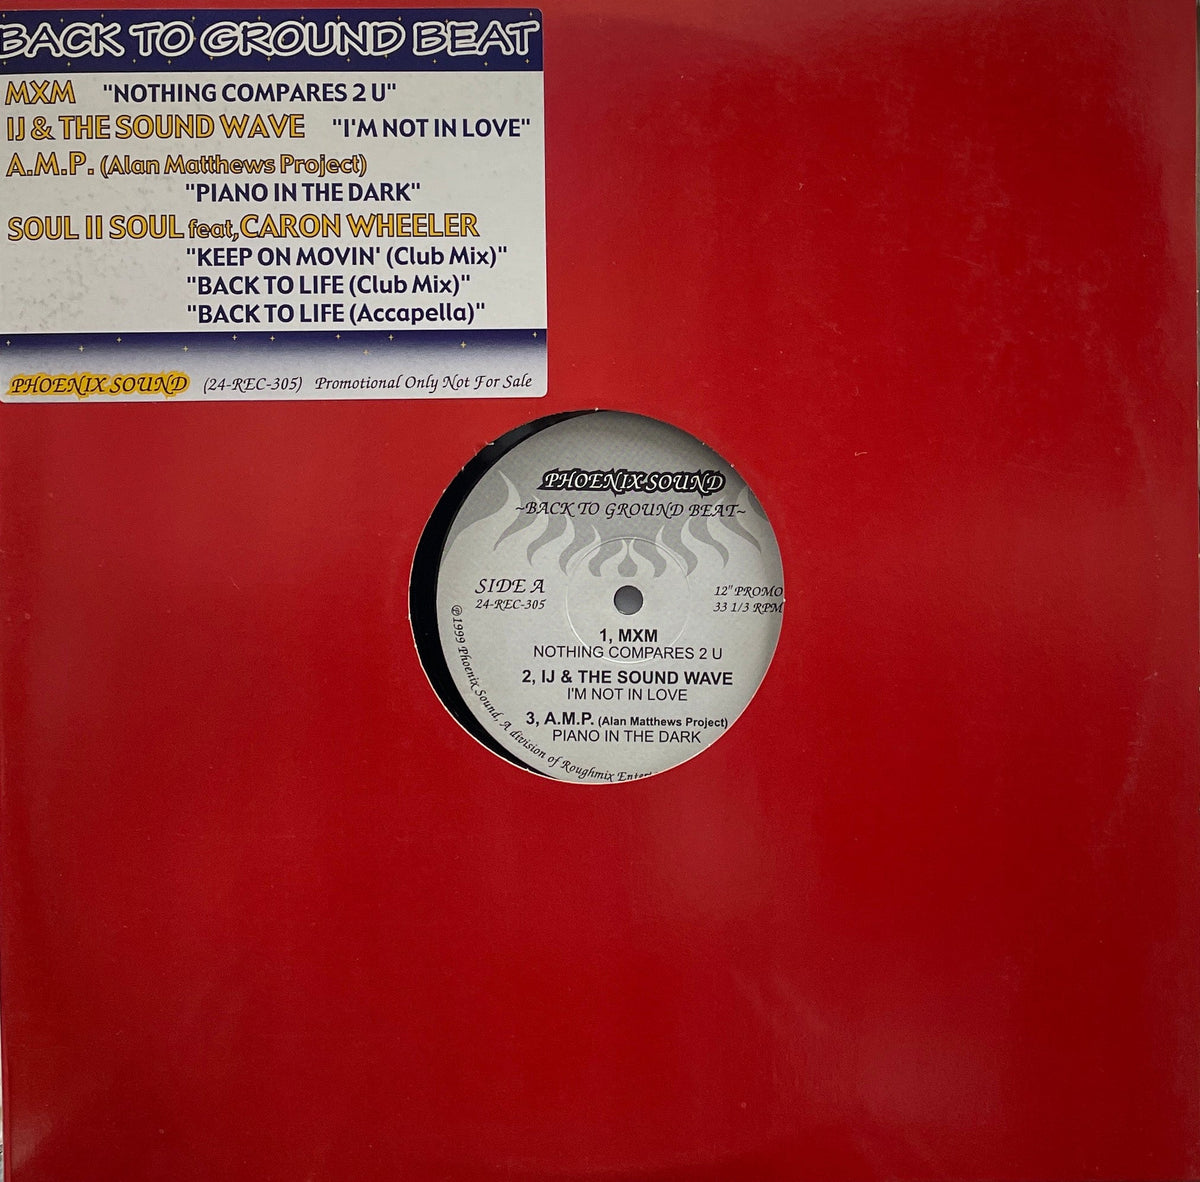 BACK TO GROUND BEAT
MXM "NOTHING COMPARES 2 U"
IJ & THE SOUND WAVE "I'M NOT IN LOVE"
A.M.P. (Alan Matthews Project)
"PIANO IN THE DARK"
SOUL II SOUL feat,CARON WHEELER
"KEEP ON MOVIN' (Club Mix)"
"BACK TO LIFE (Club Mix)"
"BACK TO LIFE (Accapella)"
PHOENIX SOUND (24-REC-305) Promotional Only Not For Sale
PHOENIX SOUND
~BACK TO GROUND BEAT~
SIDE A
24-REC-305
12" PROMO
33 1/3 RPM
1, MXM
NOTHING COMPARES 2 U
2, IJ & THE SOUND WAVE
I'M NOT IN LOVE
3, A.M.P. (Alan Matthews Project)
PIANO IN THE DARK
℗1999 Phoenix Sound, A division of Roughmix